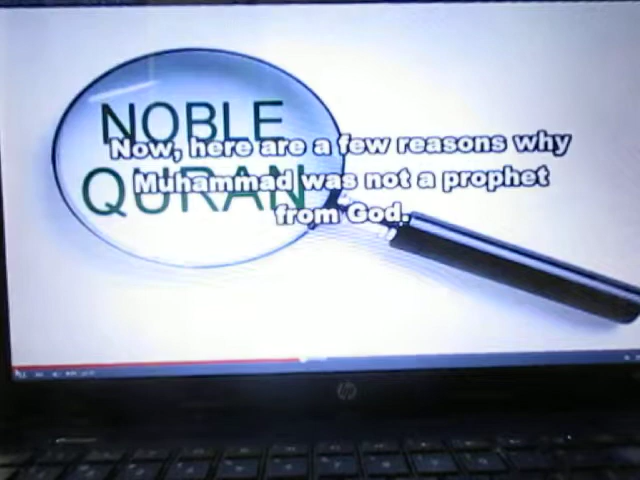 NOBLE
QURAN
Now, here are a few reasons why
Muhammad was not a prophet
from God.
hp